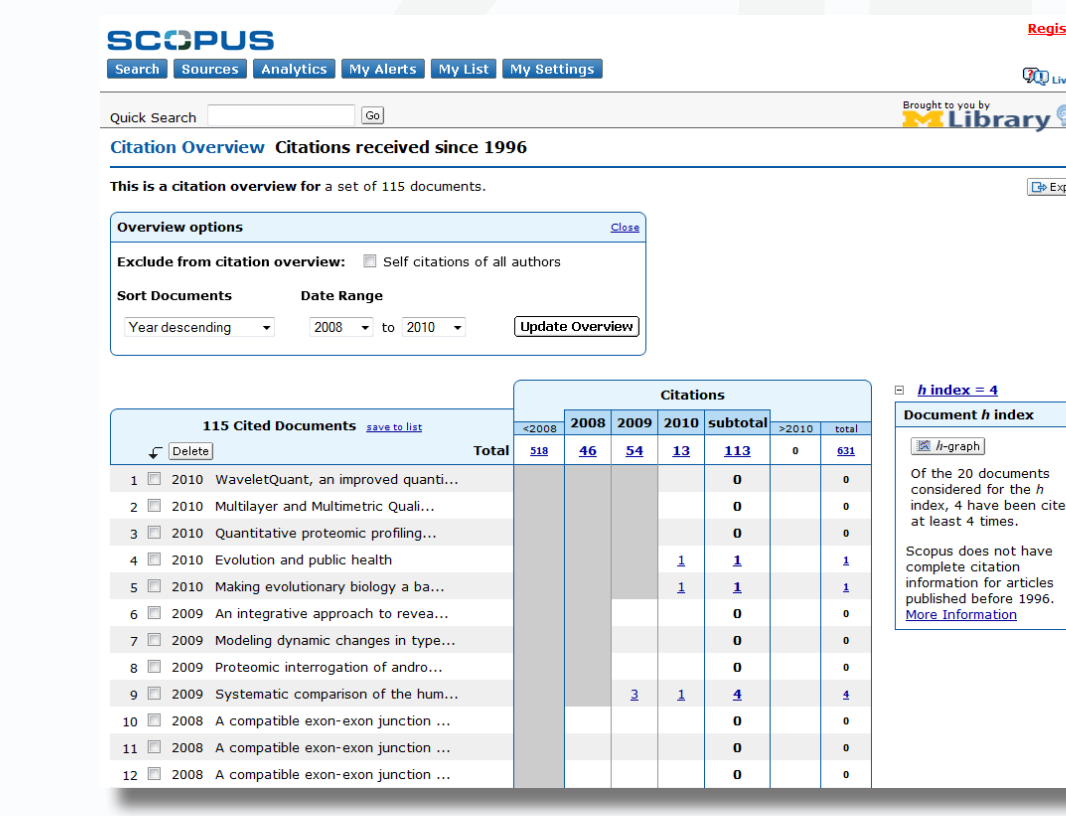 SCOPUS
Regis
Search Sources Analytics My Alerts My List My Settings
Liv
Quick Search Go
Brought to you by
M Library
Citation Overview Citations received since 1996
This is a citation overview for a set of 115 documents.
Exp
Overview options Close
Exclude from citation overview: Self citations of all authors
Sort Documents Date Range
Year descending 2008 to 2010 Update Overview
Citations
115 Cited Documents save to list <2008 2008 2009 2010 subtotal >2010 total
Delete Total 518 46 54 13 113 0 631
1 2010 WaveletQuant, an improved quanti... 0 0
2 2010 Multilayer and Multimetric Quali... 0 0
3 2010 Quantitative proteomic profiling... 0 0
4 2010 Evolution and public health 1 1 1
5 2010 Making evolutionary biology a ba... 1 1 1
6 2009 An integrative approach to revea... 0 0
7 2009 Modeling dynamic changes in type... 0 0
8 2009 Proteomic interrogation of andro... 0 0
9 2009 Systematic comparison of the hum... 3 1 4 4
10 2008 A compatible exon-exon junction ... 0 0
11 2008 A compatible exon-exon junction ... 0 0
12 2008 A compatible exon-exon junction ... 0 0
h index = 4
Document h index
h-graph
Of the 20 documents
considered for the h
index, 4 have been cite
at least 4 times.
Scopus does not have
complete citation
information for articles
published before 1996.
More Information